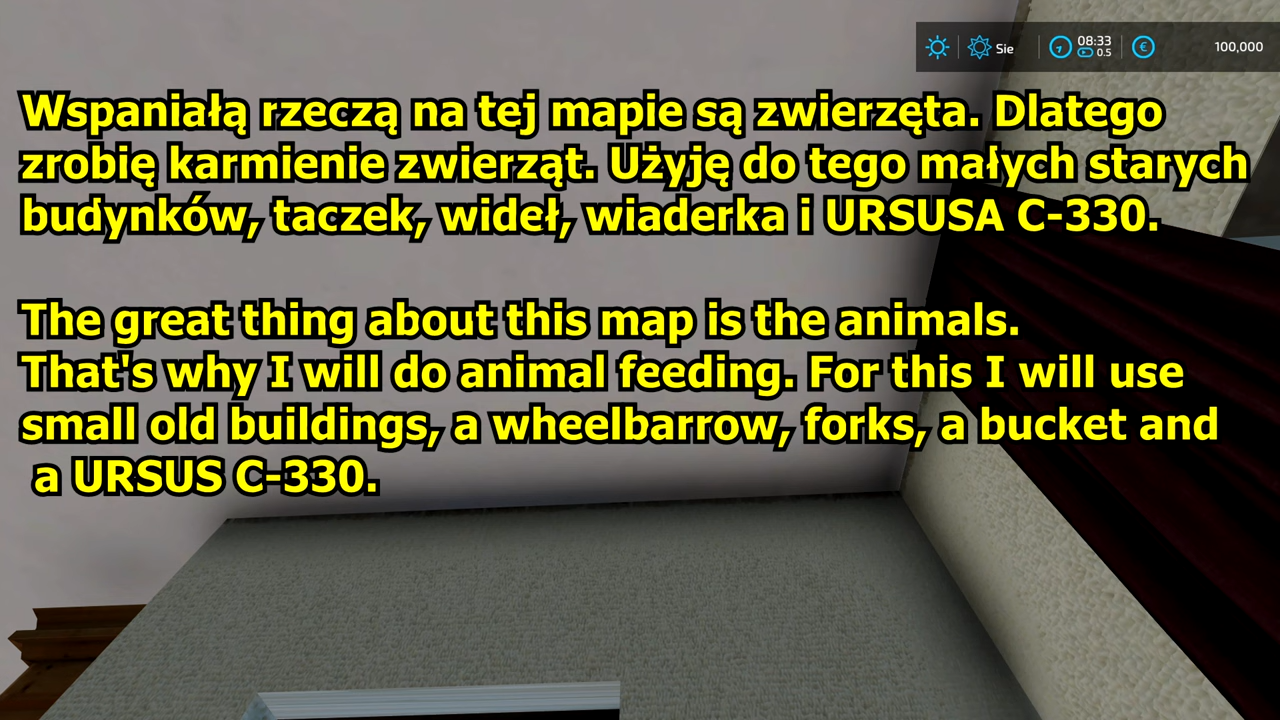 Sie
08:33
0.5
100,000
Wspaniałą rzeczą na tej mapie są zwierzęta. Dlatego
zrobię karmienie zwierząt. Użyję do tego małych starych
budynków, taczek, wideł, wiaderka i URSUSA C-330.
The great thing about this map is the animals.
That's why I will do animal feeding. For this I will use
small old buildings, a wheelbarrow, forks, a bucket and
a URSUS C-330.